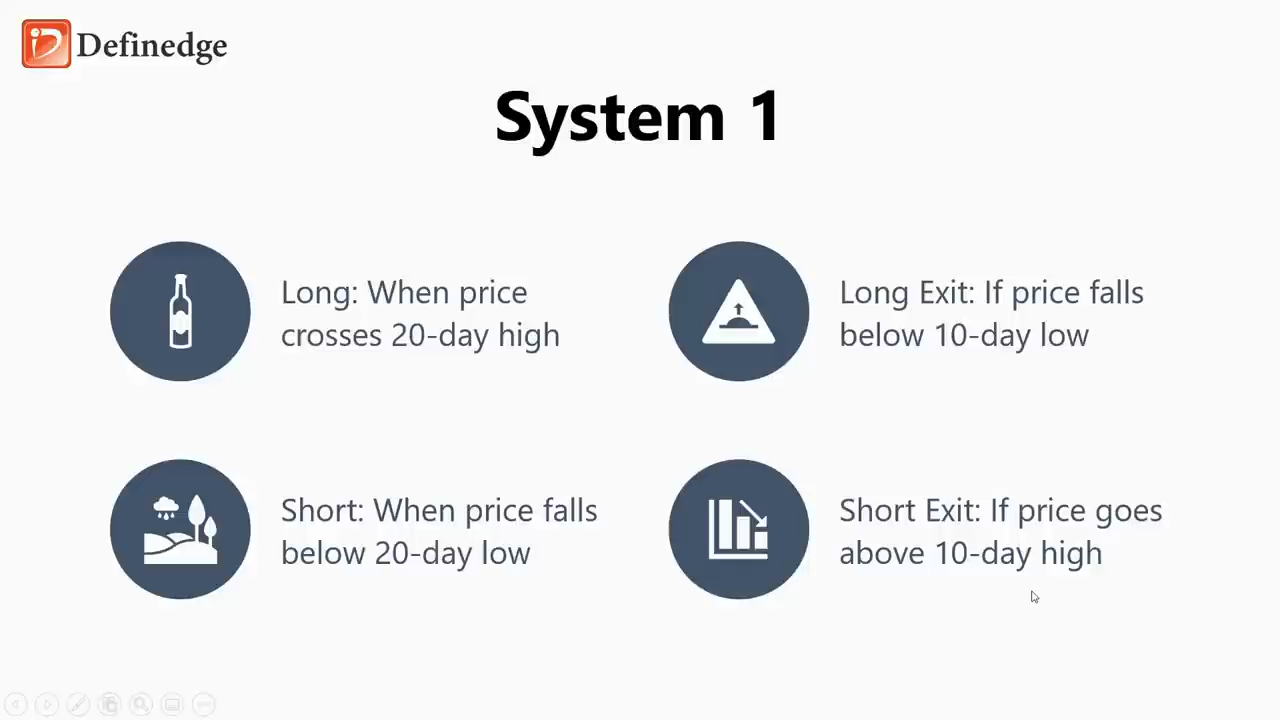 Definedge
System 1
Long: When price
crosses 20-day high
Long Exit: If price falls
below 10-day low
Short: When price falls
below 20-day low
Short Exit: If price goes
above 10-day high